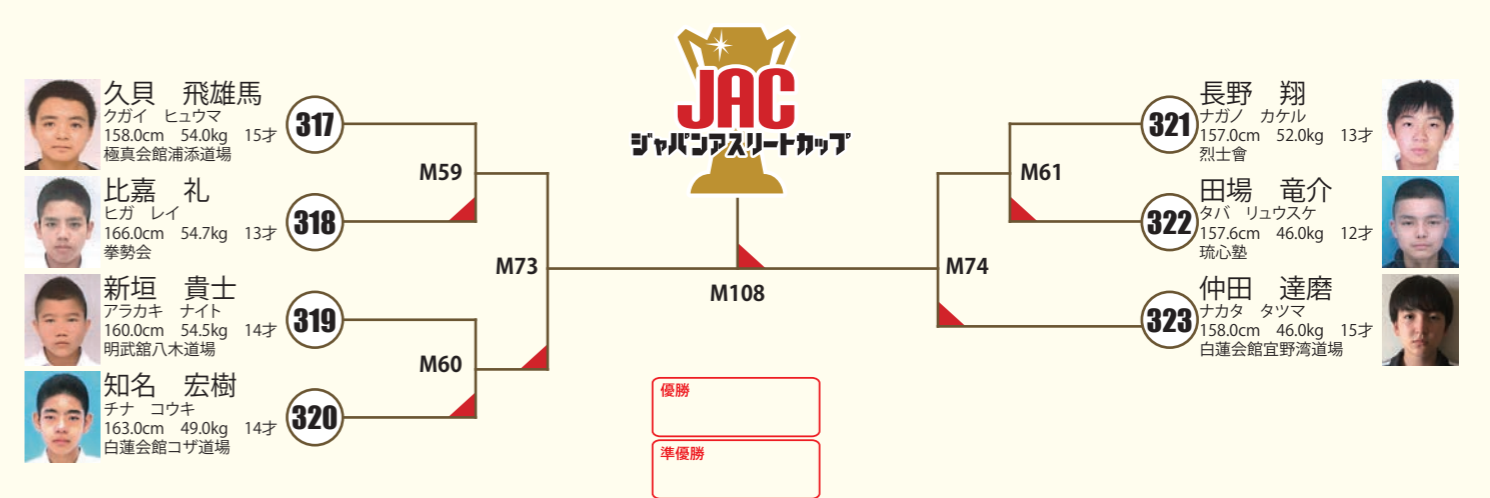 JAC
ジャパンアスリートカップ
久貝　飛雄馬
クガイ　ヒュウマ
158.0cm　54.0kg　15才
極真会館浦添道場
317
比嘉　礼
ヒガ　レイ
166.0cm　54.7kg　13才
拳勢会
318
M59
新垣　貴士
アラカキ　ナイト
160.0cm　54.5kg　14才
明武舘八木道場
319
知名　宏樹
チナ　コウキ
163.0cm　49.0kg　14才
白蓮会館コザ道場
320
M60
M73
M108
優勝
準優勝
M74
M61
321
長野　翔
ナガノ　カケル
157.0cm　52.0kg　13才
烈士會
322
田場　竜介
タバ　リュウスケ
157.6cm　46.0kg　12才
琉心塾
323
仲田　達磨
ナカタ　タツマ
158.0cm　46.0kg　15才
白蓮会館宜野湾道場